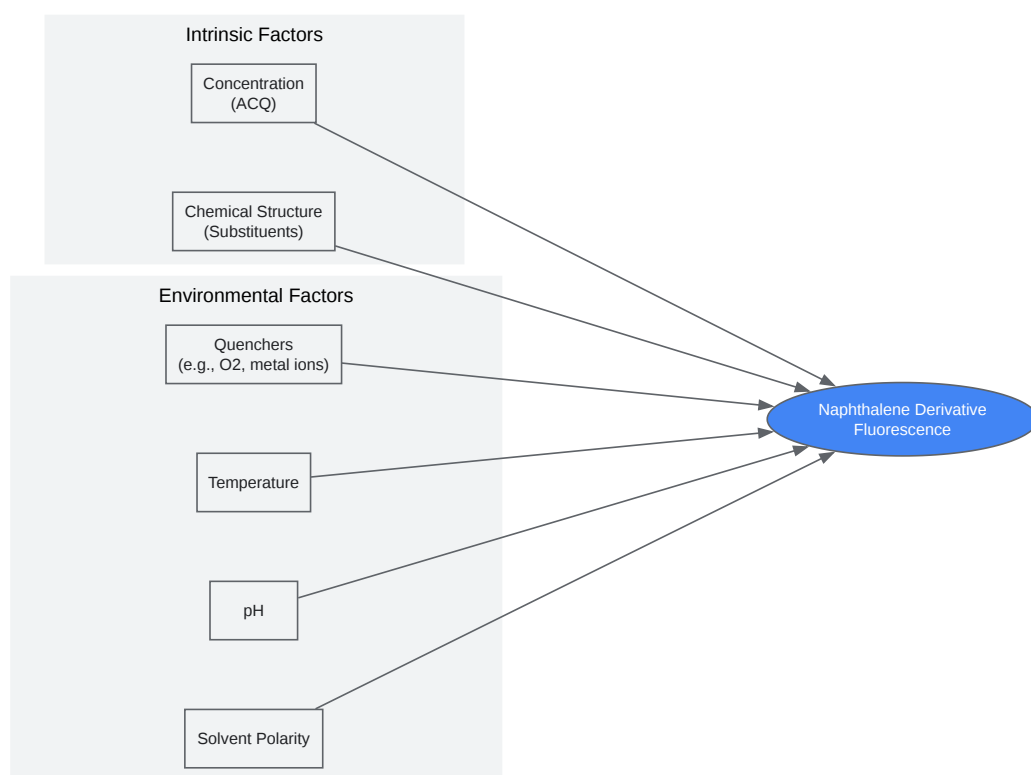 Intrinsic Factors
Concentration
(ACQ)
Chemical Structure
(Substituents)
Environmental Factors
Quenchers
(e.g., O2, metal ions)
Temperature
pH
Solvent Polarity
Naphthalene Derivative
Fluorescence